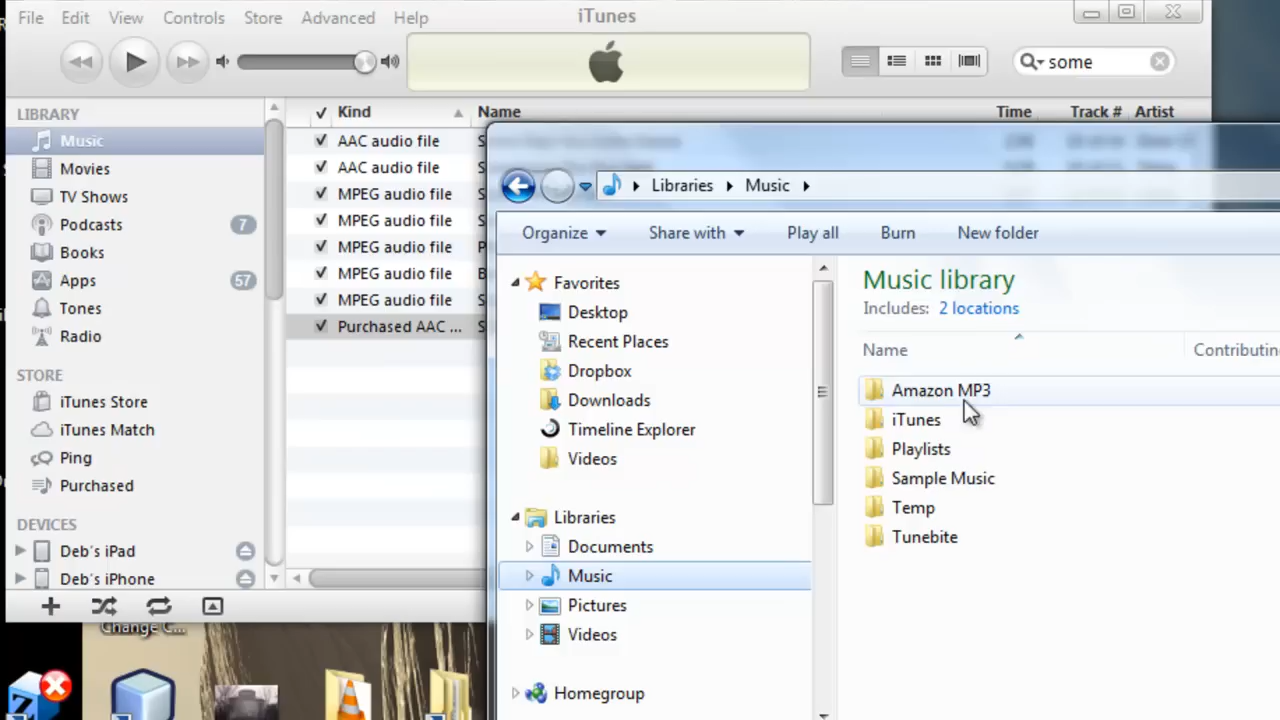 File Edit View Controls Store Advanced Help
iTunes
some
LIBRARY
Music
Movies
TV Shows
Podcasts 7
Books
Apps 57
Tones
Radio
STORE
iTunes Store
iTunes Match
Ping
Purchased
DEVICES
Deb's iPad
Deb's iPhone
Kind Name Time Track # Artist
AAC audio file S
AAC audio file S
MPEG audio file S
MPEG audio file S
MPEG audio file P
MPEG audio file B
MPEG audio file S
Purchased AAC ... S
Libraries Music
Organize Share with Play all Burn New folder
Favorites
Desktop
Recent Places
Dropbox
Downloads
Timeline Explorer
Videos
Libraries
Documents
Music
Pictures
Videos
Homegroup
Music library
Includes: 2 locations
Name Contributin
Amazon MP3
iTunes
Playlists
Sample Music
Temp
Tunebite
Change C...